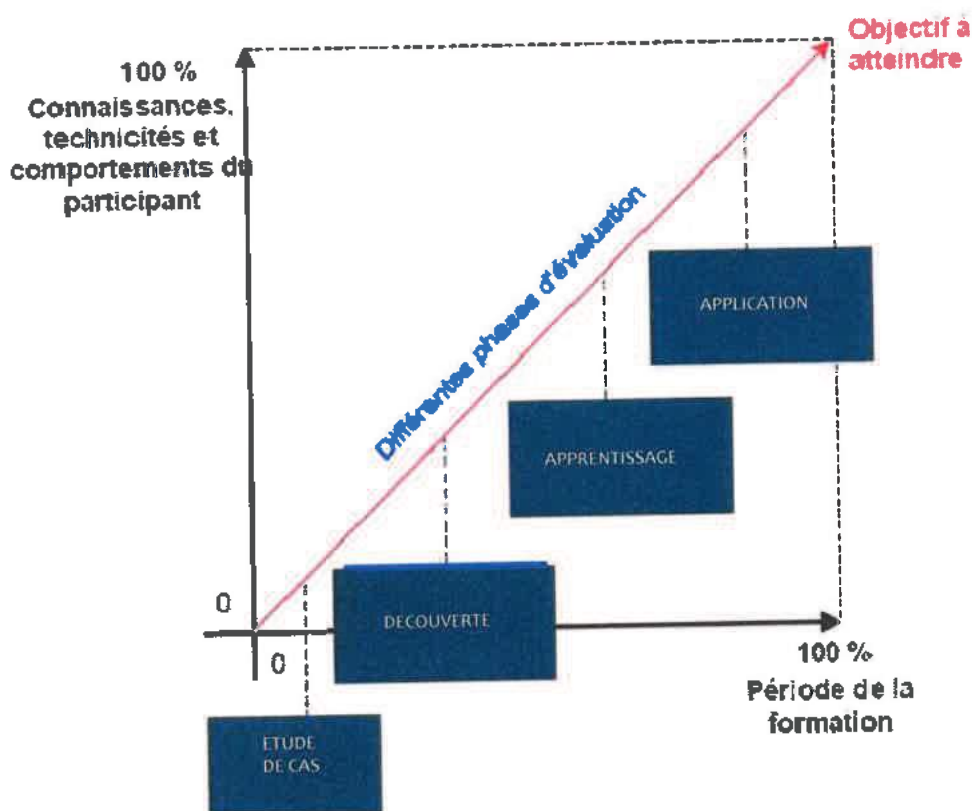 Objectif à
atteindre
100 %
Connaissances,
technicités et
comportements du
participant
Différentes phases d'évaluation
APPLICATION
APPRENTISSAGE
DECOUVERTE
0
0
100 %
Période de la
formation
ETUDE
DE CAS